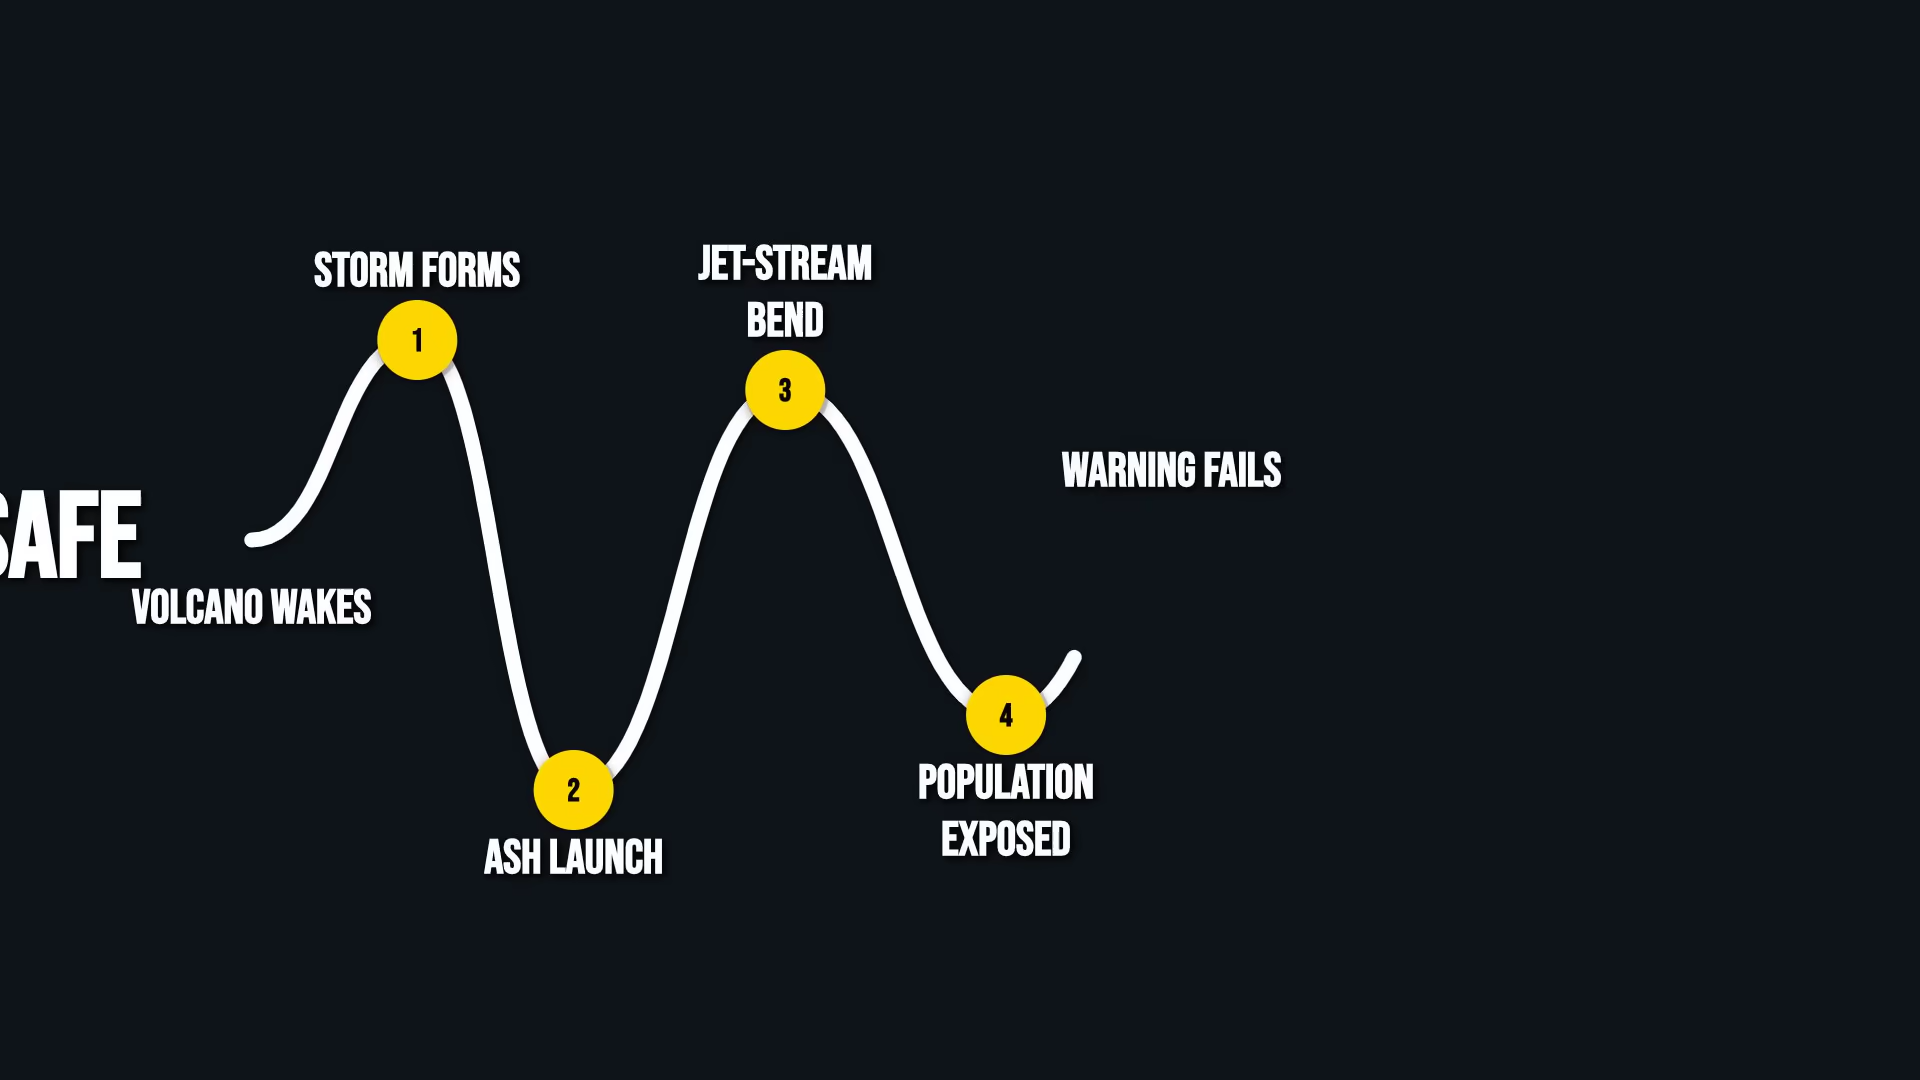 STORM FORMS
1
JET-STREAM
BEND
3
WARNING FAILS
SAFE
VOLCANO WAKES
4
POPULATION
EXPOSED
2
ASH LAUNCH